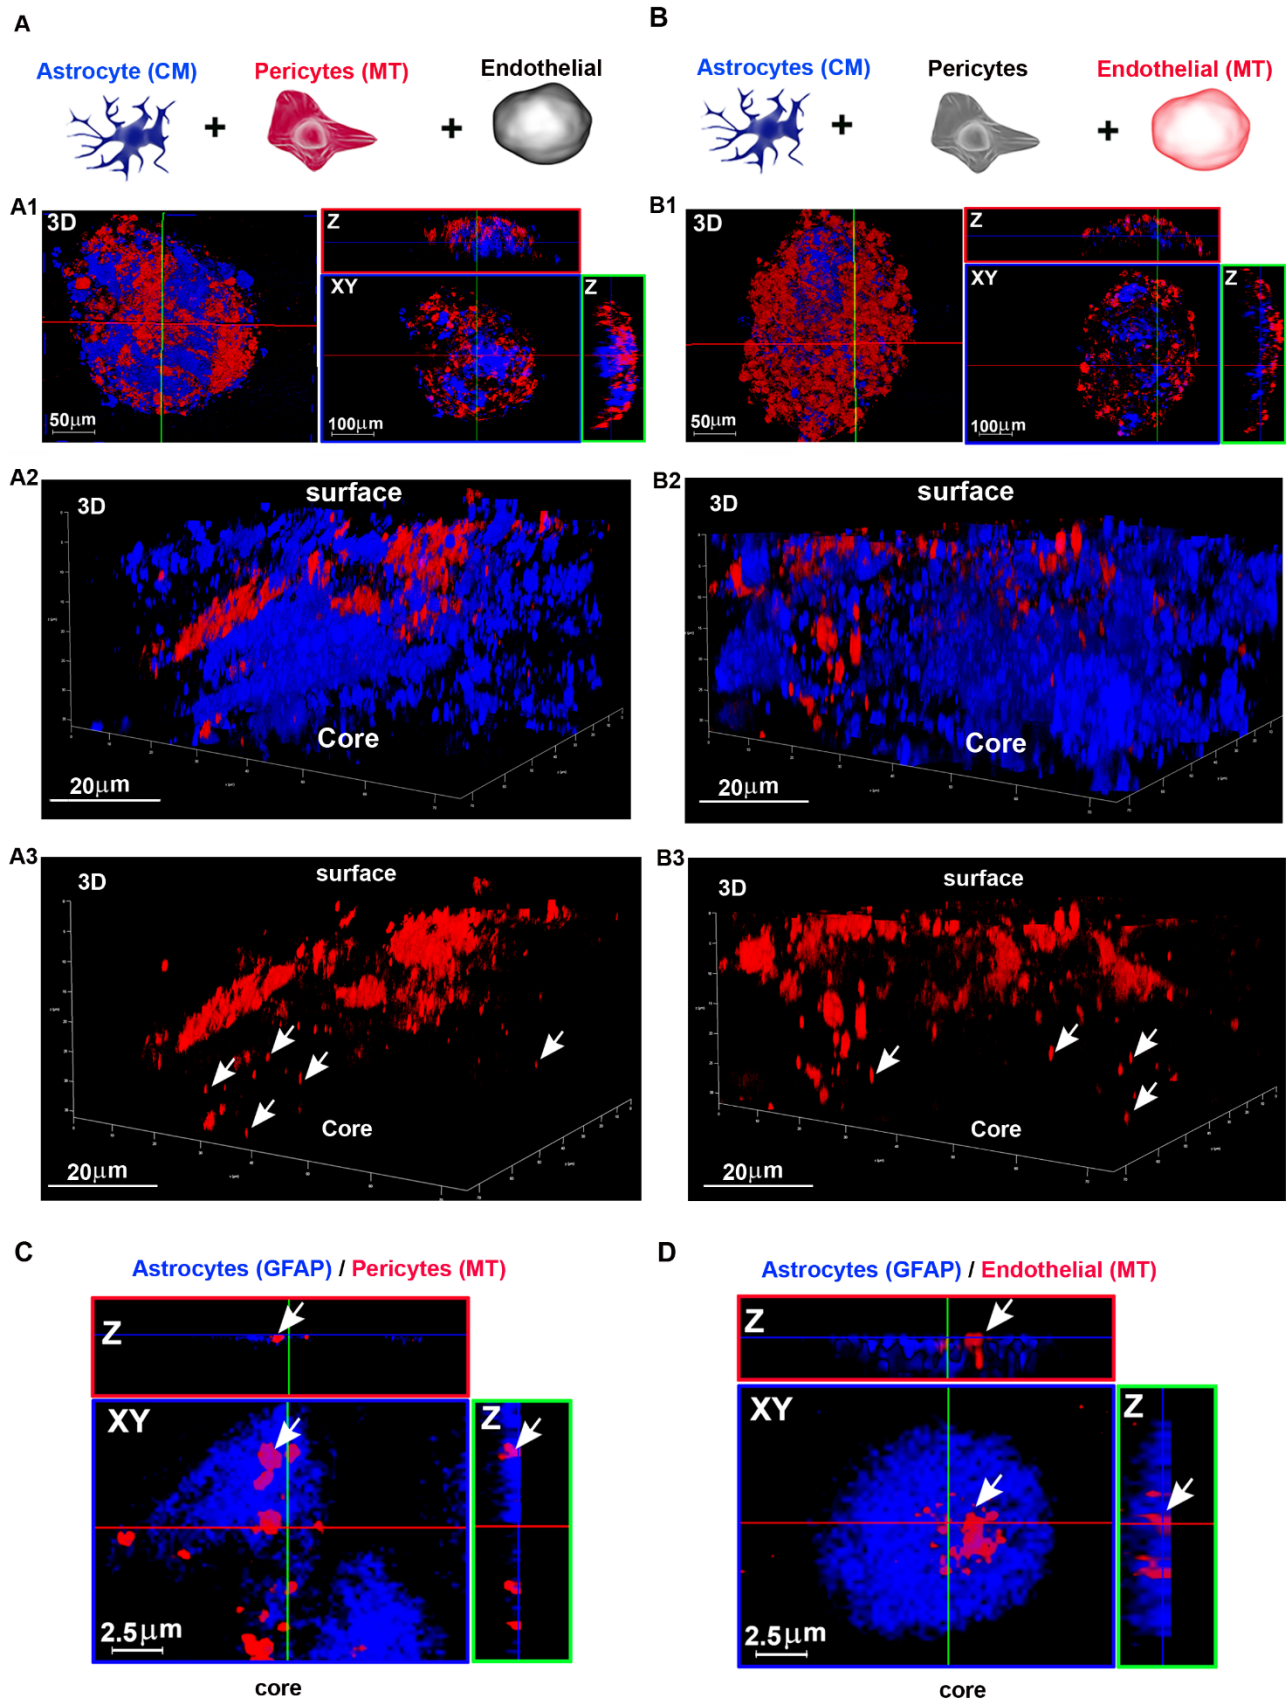 A
B
Astrocyte (CM)
Pericytes (MT)
Endothelial
+
+
Astrocytes (CM)
Pericytes
Endothelial (MT)
+
+
A1
3D
50μm
Z
XY
100μm
Z
B1
3D
50μm
Z
XY
100μm
Z
A2
3D
surface
Core
20μm
B2
3D
surface
Core
20μm
A3
3D
surface
Core
20μm
B3
3D
surface
Core
20μm
C
Astrocytes (GFAP) / Pericytes (MT)
Z
XY
Z
2.5μm
core
D
Astrocytes (GFAP) / Endothelial (MT)
Z
XY
Z
2.5μm
core